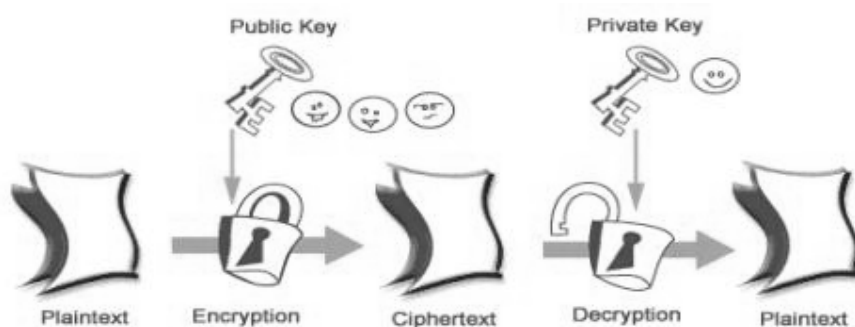 Public Key
Private Key
Plaintext
Encryption
Ciphertext
Decryption
Plaintext